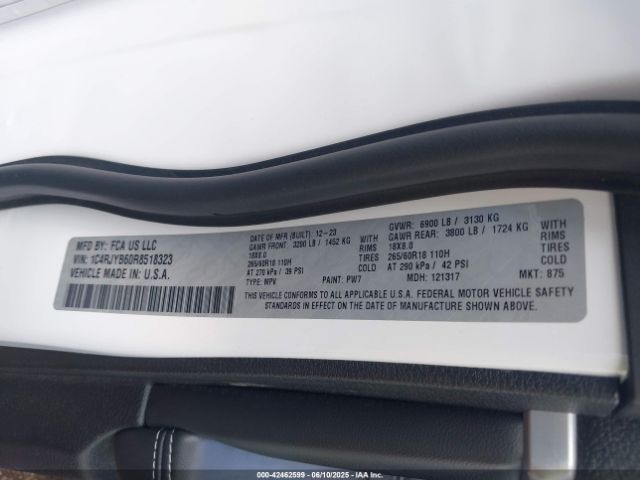 MFD BY: FCA US LLC
DATE OF MFR (BUILT): 12-23
GVWR: 6900 LB / 3130 KG
VIN: 1C4RJYB60R8518323
GAWR FRONT: 3200 LB / 1452 KG
WITH
GAWR REAR: 3800 LB / 1724 KG
WITH
VEHICLE MADE IN: U.S.A.
18X8.0
RIMS
18X8.0
RIMS
265/60R18 110H
TIRES
265/60R18 110H
TIRES
AT 270 kPa / 39 PSI
COLD
AT 290 kPa / 42 PSI
COLD
TYPE: MPV
PAINT: PW7
MDH: 121317
MKT: 875
THIS VEHICLE CONFORMS TO ALL APPLICABLE U.S.A. FEDERAL MOTOR VEHICLE SAFETY
STANDARDS IN EFFECT ON THE DATE OF MANUFACTURE SHOWN ABOVE.
000-42462599 - 06/10/2025 - IAA Inc.